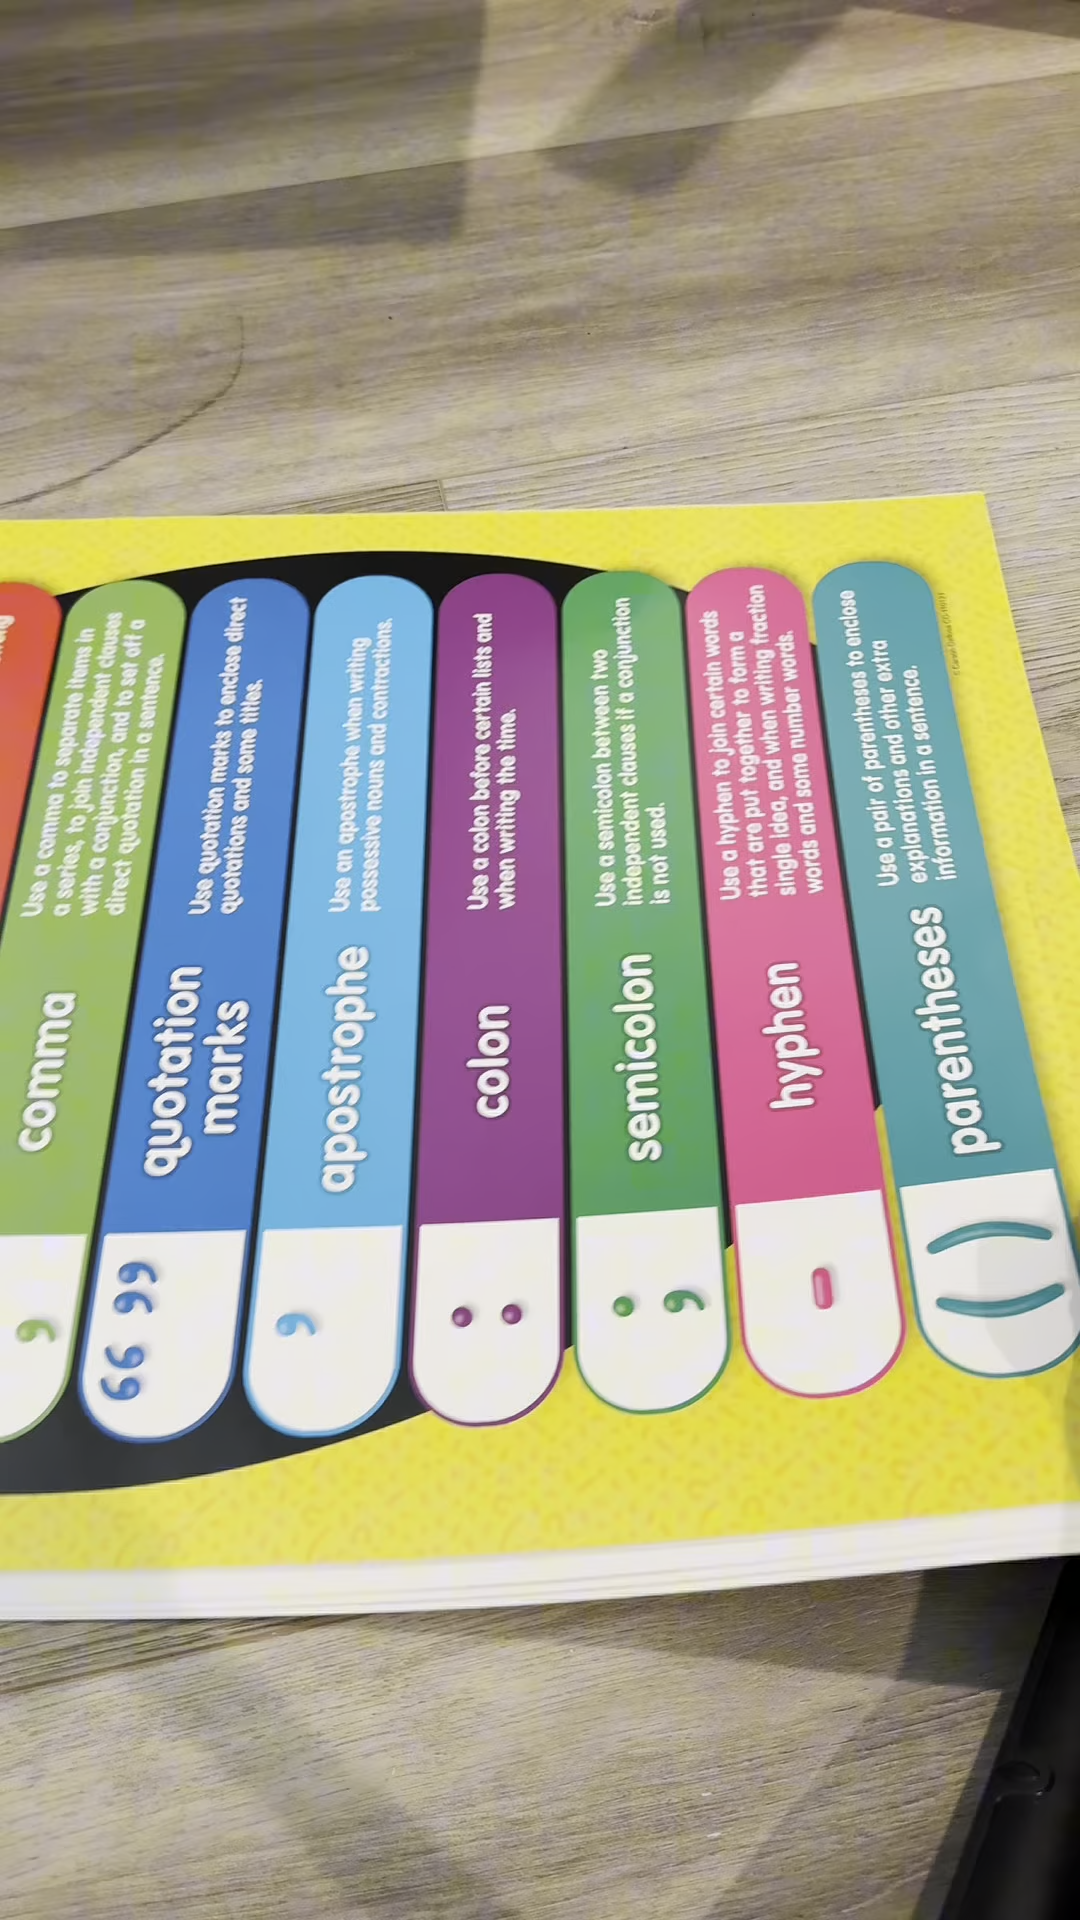 ,
comma
Use a comma to separate items in
a series, to join independent clauses
with a conjunction, and to set off a
direct quotation in a sentence.
“ ”
quotation
marks
Use quotation marks to enclose direct
quotations and some titles.
’
apostrophe
Use an apostrophe when writing
possessive nouns and contractions.
:
colon
Use a colon before certain lists and
when writing the time.
;
semicolon
Use a semicolon between two
independent clauses if a conjunction
is not used.
-
hyphen
Use a hyphen to join certain words
that are put together to form a
single idea, and when writing fraction
words and some number words.
( )
parentheses
Use a pair of parentheses to enclose
explanations and other extra
information in a sentence.